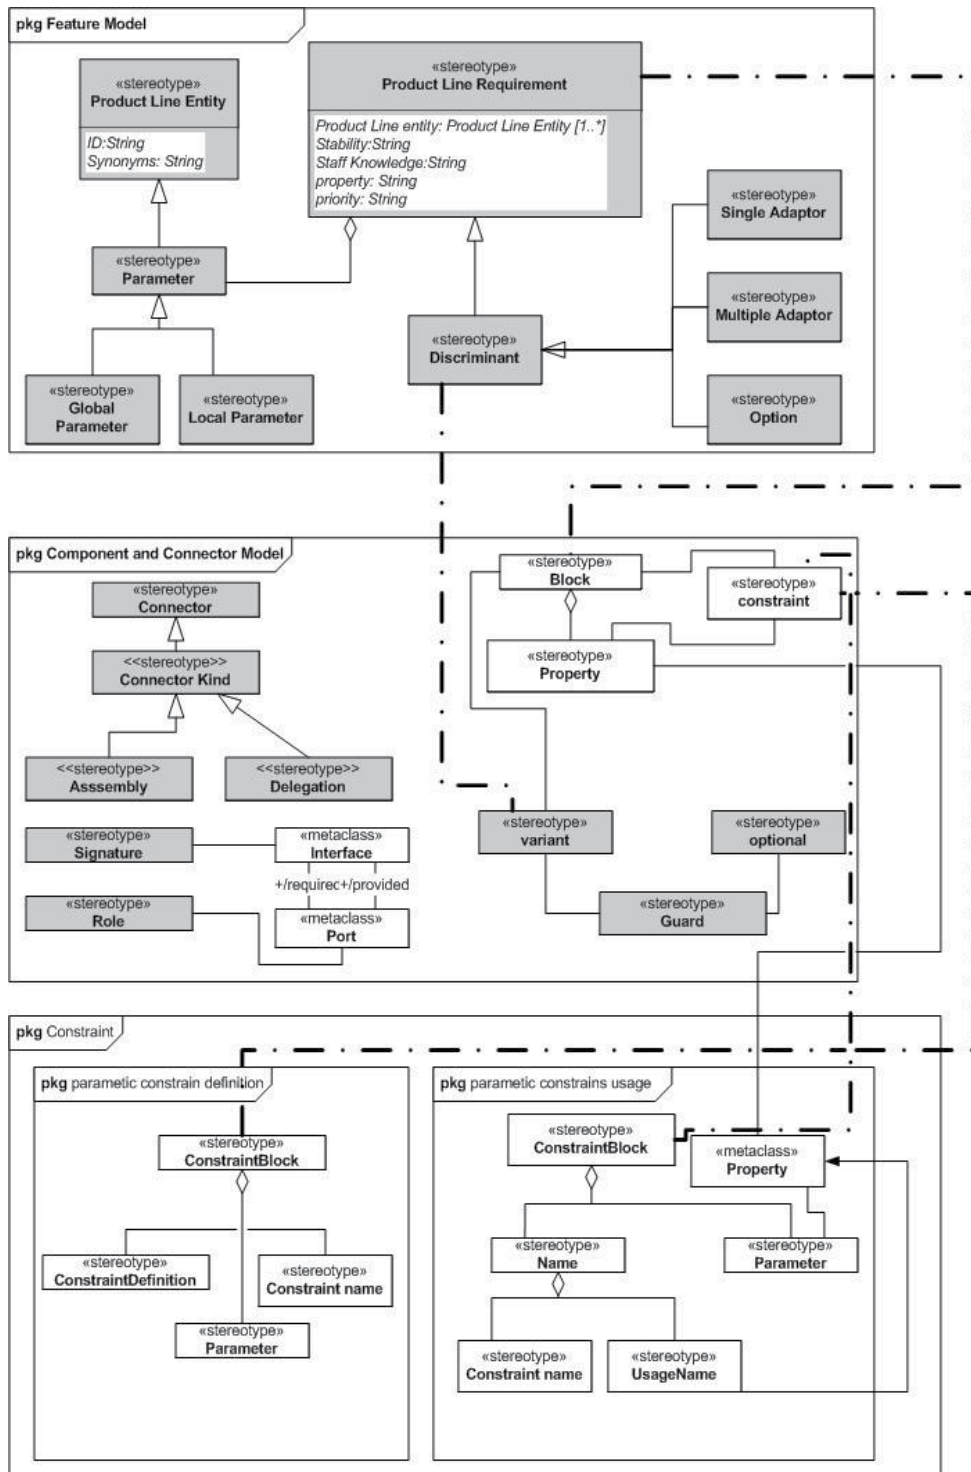 pkg Feature Model
«stereotype»
Product Line Entity
ID:String
Synonyms: String
«stereotype»
Product Line Requirement
Product Line entity: Product Line Entity [1..*]
Stability:String
Staff Knowledge:String
property: String
priority: String
«stereotype»
Single Adaptor
«stereotype»
Parameter
«stereotype»
Multiple Adaptor
«stereotype»
Discriminant
«stereotype»
Global
Parameter
«stereotype»
Local Parameter
«stereotype»
Option
pkg Component and Connector Model
«stereotype»
Connector
«stereotype»
Block
«stereotype»
constraint
<<stereotype>>
Connector Kind
«stereotype»
Property
<<stereotype>>
Asssembly
<<stereotype>>
Delegation
«stereotype»
Signature
«metaclass»
Interface
«stereotype»
variant
«stereotype»
optional
+/requirec+/provided
«stereotype»
Role
«metaclass»
Port
«stereotype»
Guard
pkg Constraint
pkg parametic constrain definition
«stereotype»
ConstraintBlock
«stereotype»
ConstraintDefinition
«stereotype»
Constraint name
«stereotype»
Parameter
pkg parametic constrains usage
«stereotype»
ConstraintBlock
«metaclass»
Property
«stereotype»
Name
«stereotype»
Parameter
«stereotype»
Constraint name
«stereotype»
UsageName